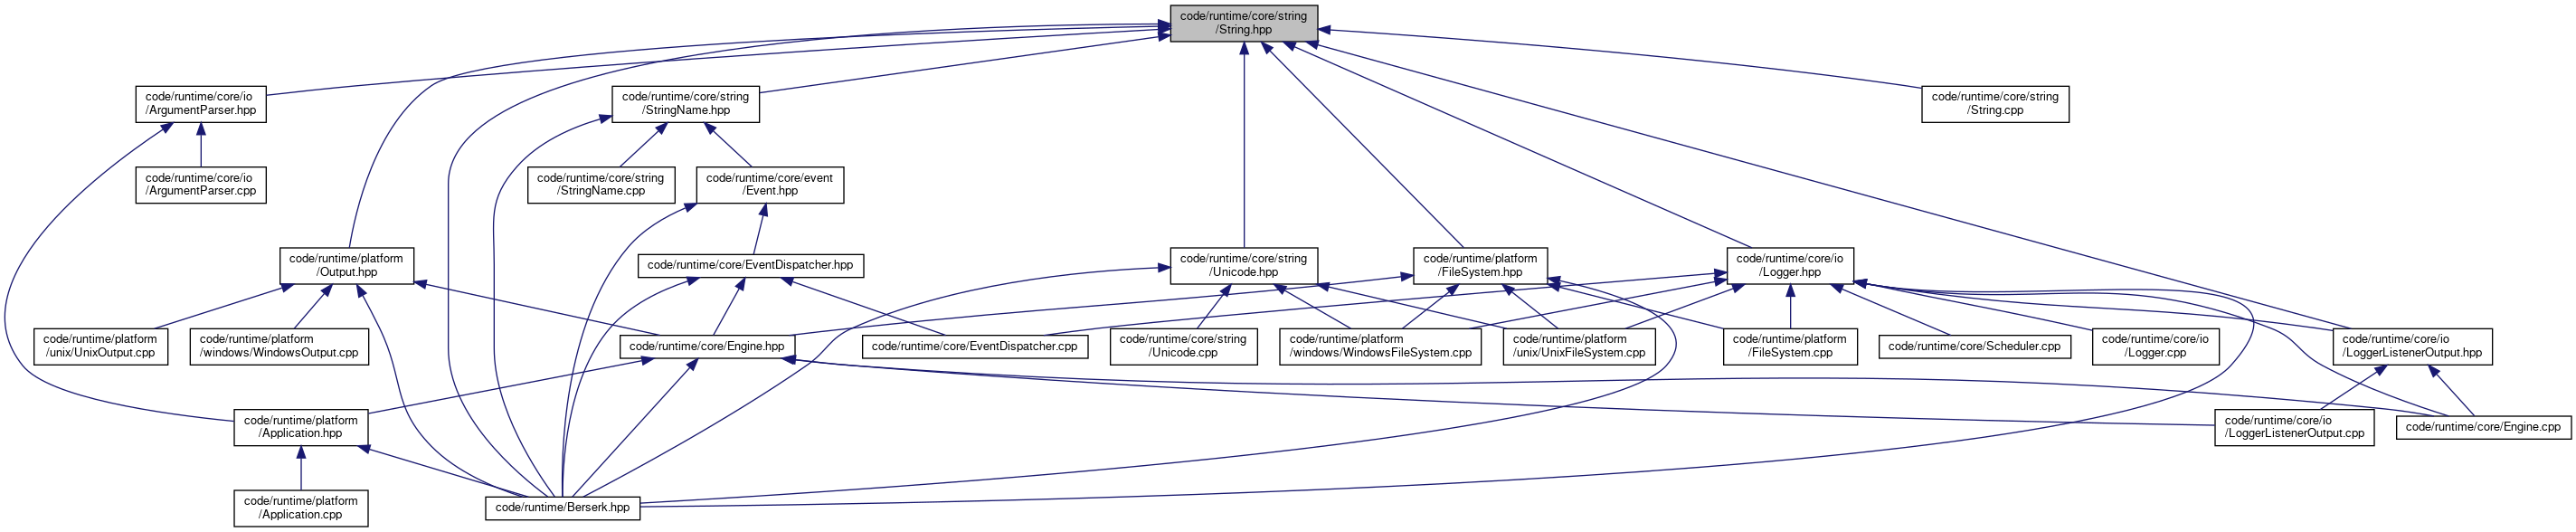 code/runtime/core/string
/String.hpp
code/runtime/core/io
/ArgumentParser.hpp
code/runtime/core/string
/StringName.hpp
code/runtime/core/string
/String.cpp
code/runtime/core/io
/ArgumentParser.cpp
code/runtime/core/string
/StringName.cpp
code/runtime/core/event
/Event.hpp
code/runtime/platform
/Output.hpp
code/runtime/core/EventDispatcher.hpp
code/runtime/core/string
/Unicode.hpp
code/runtime/platform
/FileSystem.hpp
code/runtime/core/io
/Logger.hpp
code/runtime/platform
/unix/UnixOutput.cpp
code/runtime/platform
/windows/WindowsOutput.cpp
code/runtime/core/Engine.hpp
code/runtime/core/EventDispatcher.cpp
code/runtime/core/string
/Unicode.cpp
code/runtime/platform
/windows/WindowsFileSystem.cpp
code/runtime/platform
/unix/UnixFileSystem.cpp
code/runtime/platform
/FileSystem.cpp
code/runtime/core/Scheduler.cpp
code/runtime/core/io
/Logger.cpp
code/runtime/core/io
/LoggerListenerOutput.hpp
code/runtime/platform
/Application.hpp
code/runtime/core/io
/LoggerListenerOutput.cpp
code/runtime/core/Engine.cpp
code/runtime/platform
/Application.cpp
code/runtime/Berserk.hpp